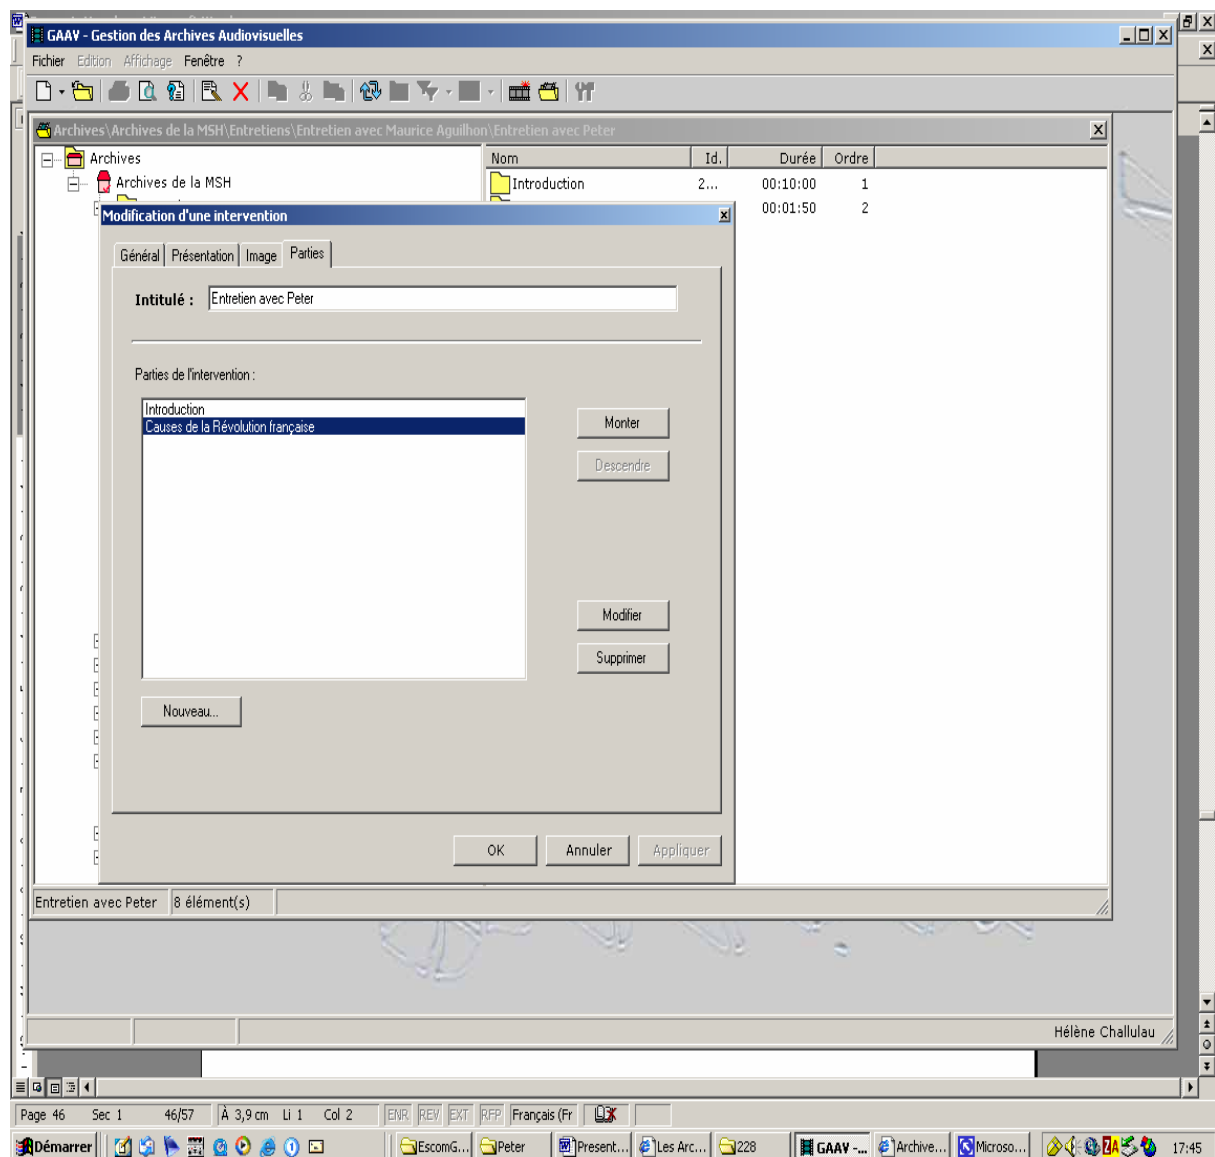 GAAV - Gestion des Archives Audiovisuelles
Fichier Edition Affichage Fenêtre ?
Archives\Archives de la MSH\Entretiens\Entretien avec Maurice Aguilhon\Entretien avec Peter
Archives
Archives de la MSH
Nom Id. Durée Ordre
Introduction 2... 00:10:00 1
00:01:50 2
Modification d'une intervention
Général Présentation Image Parties
Intitulé : Entretien avec Peter
Parties de l'intervention :
Introduction
Causes de la Révolution française
Monter
Descendre
Modifier
Supprimer
Nouveau...
OK Annuler Appliquer
Entretien avec Peter 8 élément(s)
Hélène Challulau
Page 46 Sec 1 46/57 À 3,9 cm Li 1 Col 2 ENR REV EXT RFP Français (Fr
Démarrer EscomG... Peter Present... Les Arc... 228 GAAV -... Archive... Microso... 17:45